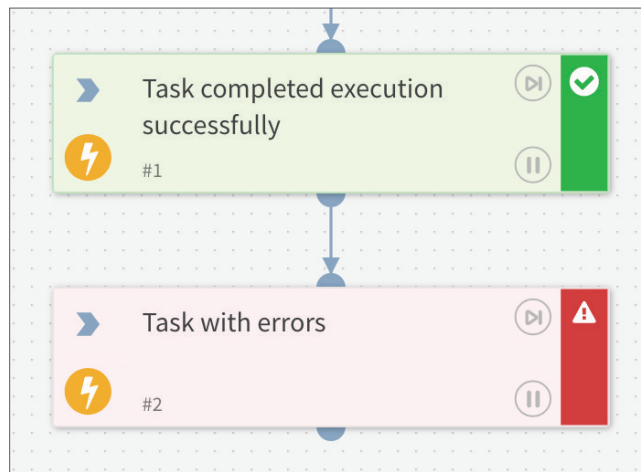 Task completed execution
successfully
#1
Task with errors
#2